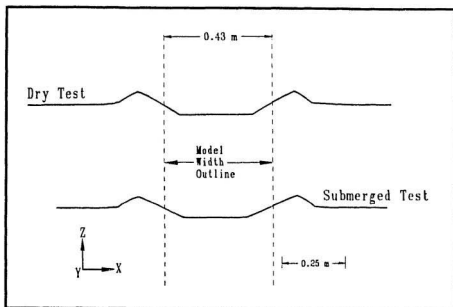 0.43 m
Dry Test
Model
Width
Outline
Submerged Test
Z
Y
X
0.25 m